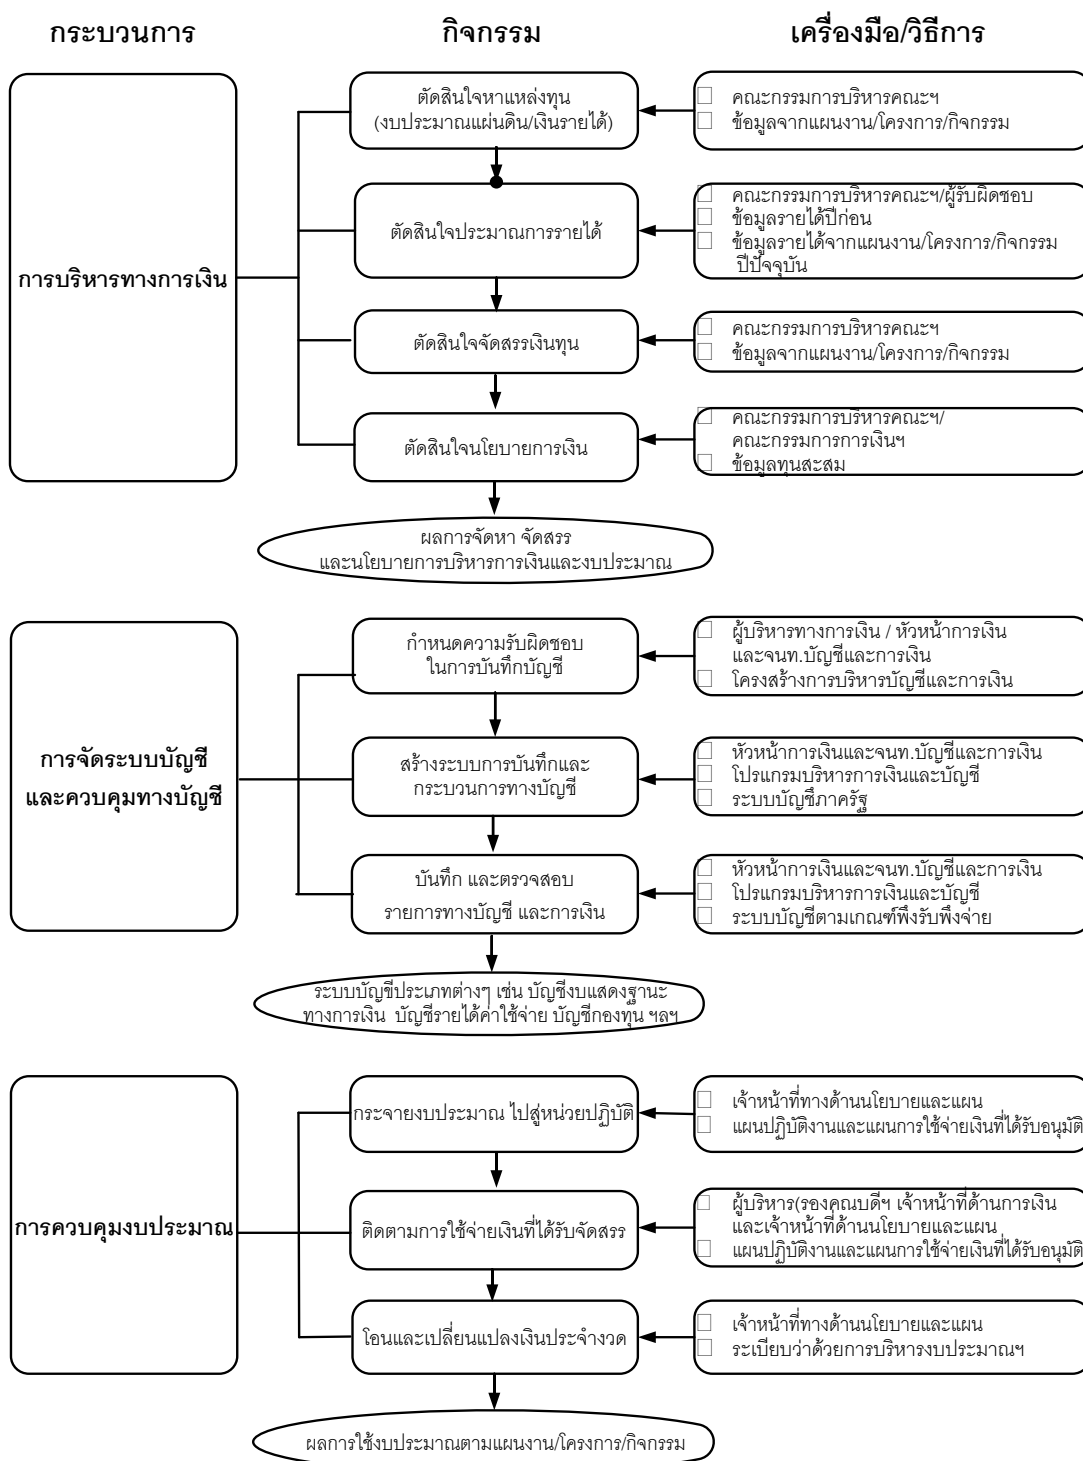 กระบวนการ
กิจกรรม
เครื่องมือ/วิธีการ
การบริหารทางการเงิน
ตัดสินใจหาแหล่งทุน
(งบประมาณแผ่นดิน/เงินรายได้)
คณะกรรมการบริหารคณะฯ
ข้อมูลจากแผนงาน/โครงการ/กิจกรรม
ตัดสินใจประมาณการรายได้
คณะกรรมการบริหารคณะฯ/ผู้รับผิดชอบ
ข้อมูลรายได้ปีก่อน
ข้อมูลรายได้จากแผนงาน/โครงการ/กิจกรรม
ปีปัจจุบัน
ตัดสินใจจัดสรรเงินทุน
คณะกรรมการบริหารคณะฯ
ข้อมูลจากแผนงาน/โครงการ/กิจกรรม
ตัดสินใจนโยบายการเงิน
คณะกรรมการบริหารคณะฯ/
คณะกรรมการการเงินฯ
ข้อมูลทุนสะสม
ผลการจัดหา จัดสรร
และนโยบายการบริหารการเงินและงบประมาณ
การจัดระบบบัญชี
และควบคุมทางบัญชี
กำหนดความรับผิดชอบ
ในการบันทึกบัญชี
ผู้บริหารทางการเงิน / หัวหน้าการเงิน
และจนท.บัญชีและการเงิน
โครงสร้างการบริหารบัญชีและการเงิน
สร้างระบบการบันทึกและ
กระบวนการทางบัญชี
หัวหน้าการเงินและจนท.บัญชีและการเงิน
โปรแกรมบริหารการเงินและบัญชี
ระบบบัญชีภาครัฐ
บันทึก และตรวจสอบ
รายการทางบัญชี และการเงิน
หัวหน้าการเงินและจนท.บัญชีและการเงิน
โปรแกรมบริหารการเงินและบัญชี
ระบบบัญชีตามเกณฑ์พึงรับพึงจ่าย
ระบบบัญชีประเภทต่างๆ เช่น บัญชีงบแสดงฐานะ
ทางการเงิน บัญชีรายได้ค่าใช้จ่าย บัญชีกองทุน ฯลฯ
การควบคุมงบประมาณ
กระจายงบประมาณ ไปสู่หน่วยปฏิบัติ
เจ้าหน้าที่ทางด้านนโยบายและแผน
แผนปฏิบัติงานและแผนการใช้จ่ายเงินที่ได้รับอนุมัติ
ติดตามการใช้จ่ายเงินที่ได้รับจัดสรร
ผู้บริหาร(รองคณบดีฯ เจ้าหน้าที่ด้านการเงิน
และเจ้าหน้าที่ด้านนโยบายและแผน
แผนปฏิบัติงานและแผนการใช้จ่ายเงินที่ได้รับอนุมัติ
โอนและเปลี่ยนแปลงเงินประจำงวด
เจ้าหน้าที่ทางด้านนโยบายและแผน
ระเบียบว่าด้วยการบริหารงบประมาณฯ
ผลการใช้งบประมาณตามแผนงาน/โครงการ/กิจกรรม